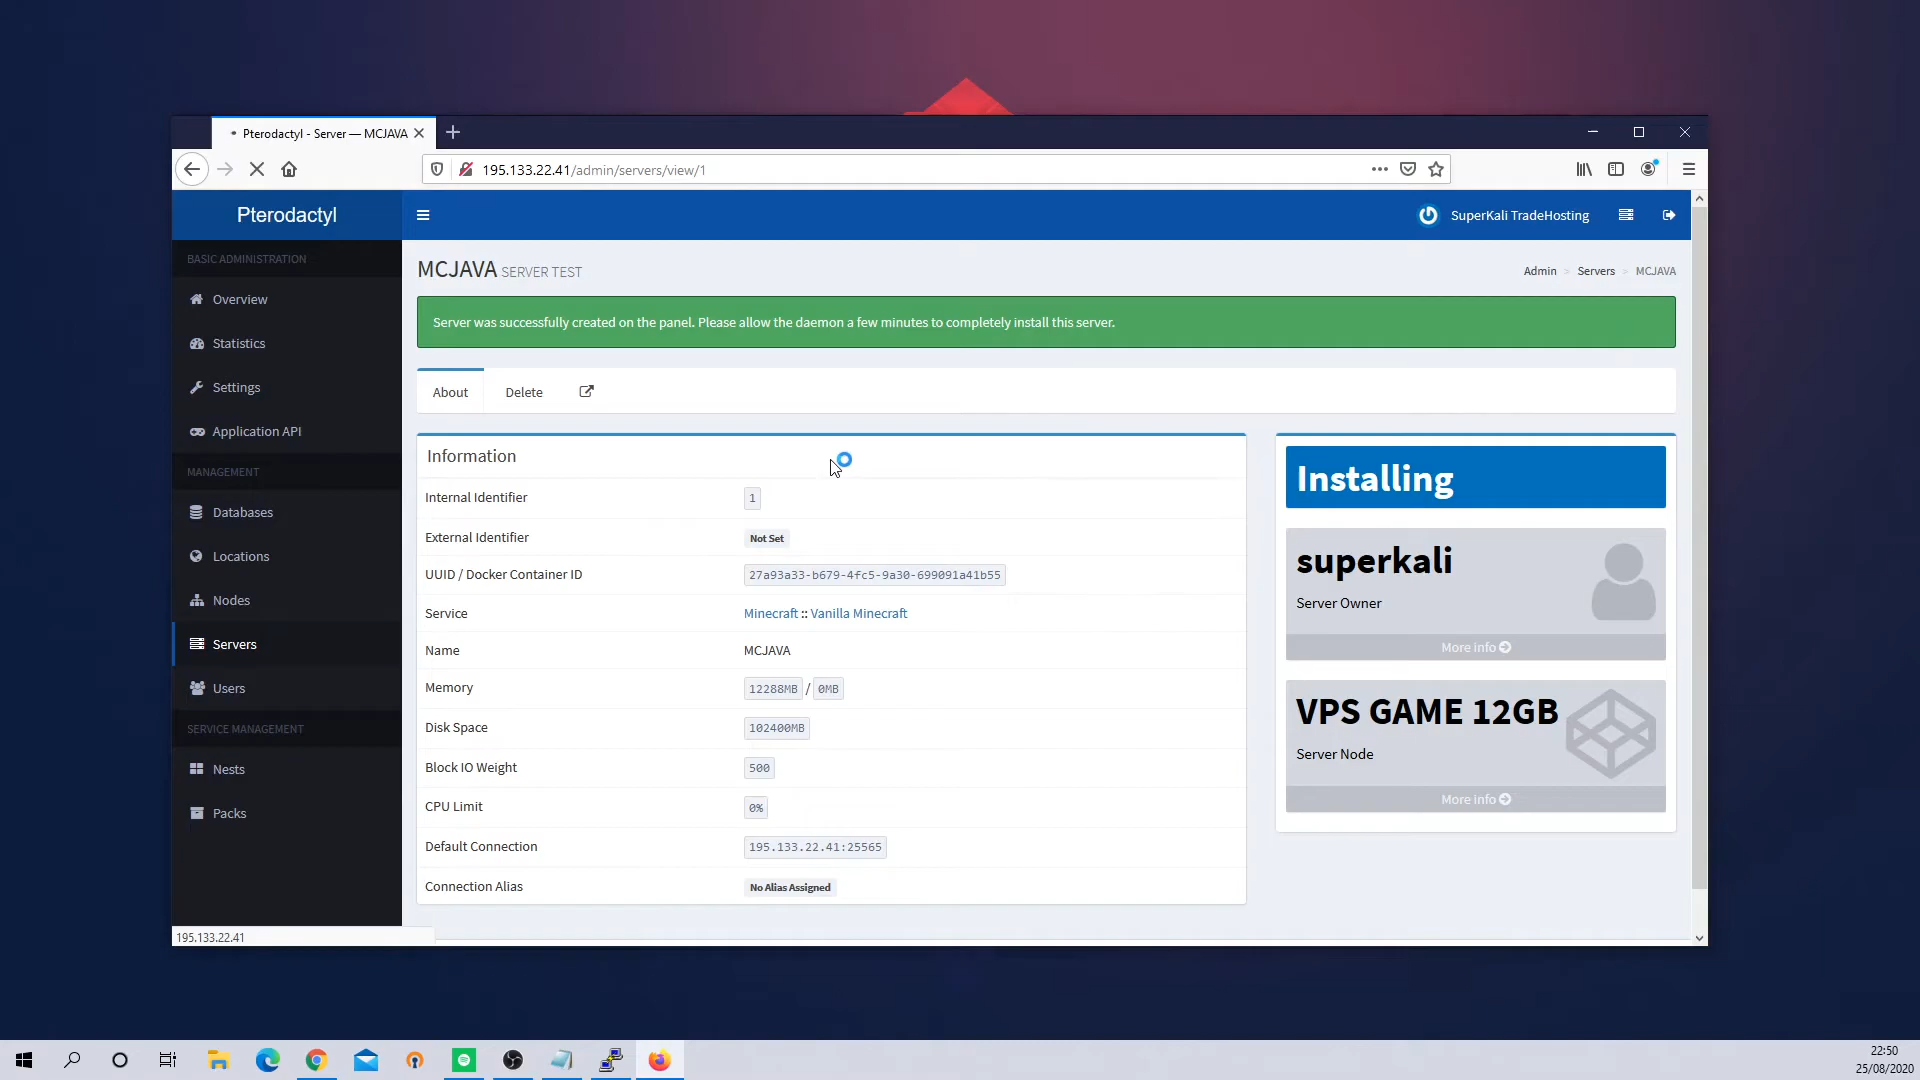 Pterodactyl - Server — MCJAVA
195.133.22.41/admin/servers/view/1
Pterodactyl
SuperKali TradeHosting
BASIC ADMINISTRATION
Overview
Statistics
Settings
Application API
MANAGEMENT
Databases
Locations
Nodes
Servers
Users
SERVICE MANAGEMENT
Nests
Packs
MCJAVA SERVER TEST
Admin > Servers > MCJAVA
Server was successfully created on the panel. Please allow the daemon a few minutes to completely install this server.
About
Delete
Information
Internal Identifier 1
External Identifier Not Set
UUID / Docker Container ID 27a93a33-b679-4fc5-9a30-699091a41b55
Service Minecraft :: Vanilla Minecraft
Name MCJAVA
Memory 12288MB / 0MB
Disk Space 102400MB
Block IO Weight 500
CPU Limit 0%
Default Connection 195.133.22.41:25565
Connection Alias No Alias Assigned
Installing
superkali
Server Owner
More info
VPS GAME 12GB
Server Node
More info
195.133.22.41
22:50
25/08/2020